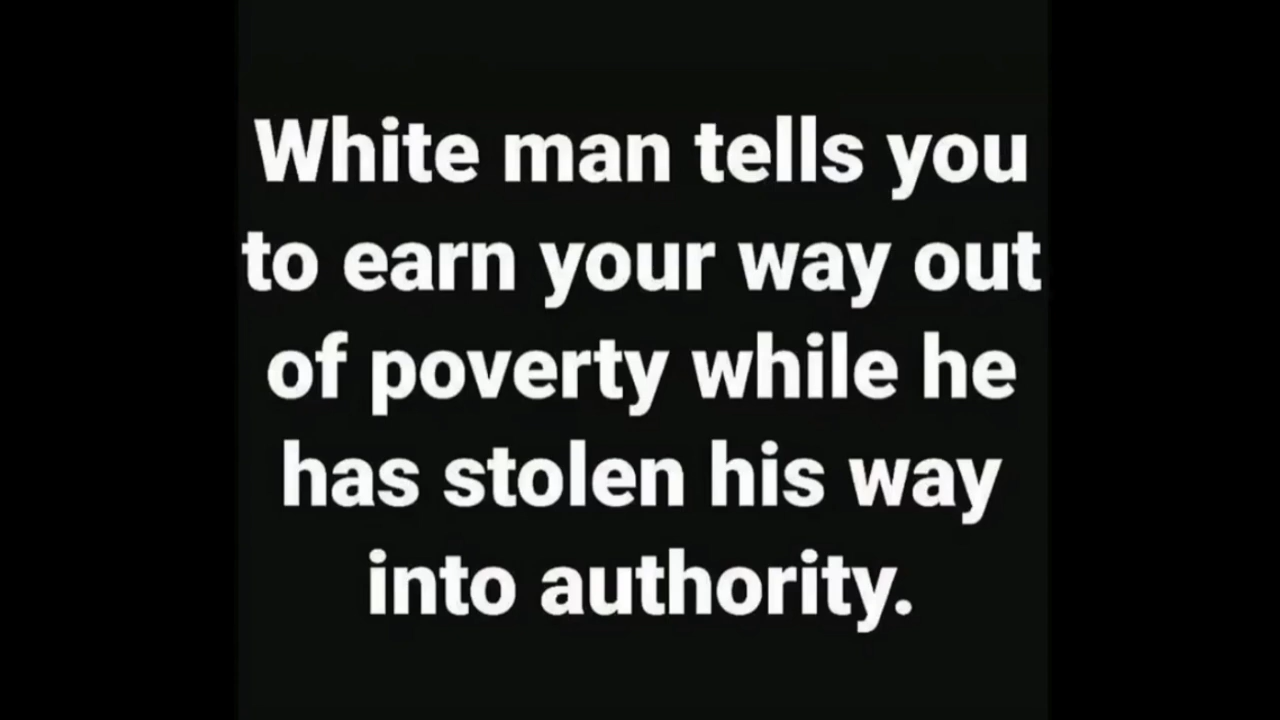 White man tells you
to earn your way out
of poverty while he
has stolen his way
into authority.